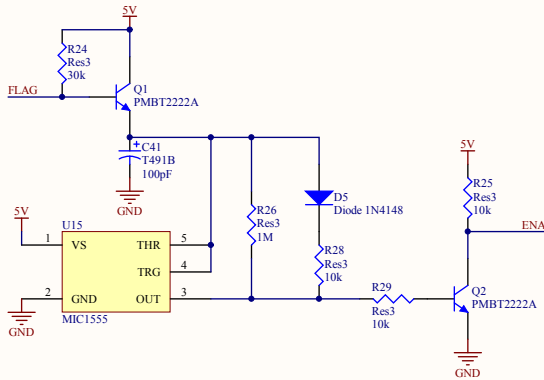 5V
R24
Res3
30k
FLAG
Q1
PMBT2222A
+
C41
T491B
100pF
GND
5V
U15
1 VS THR 5
TRG 4
2 GND OUT 3
MIC1555
GND
R26
Res3
1M
D5
Diode 1N4148
R28
Res3
10k
R29
Res3
10k
5V
R25
Res3
10k
ENA
Q2
PMBT2222A
GND